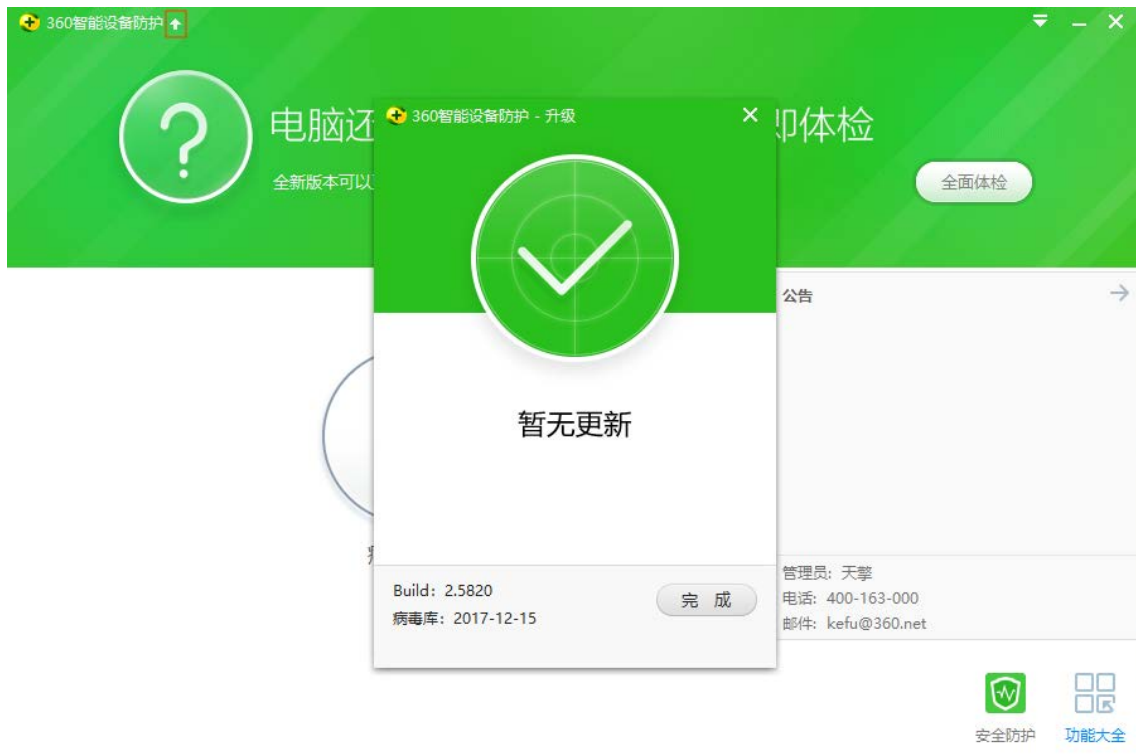 360智能设备防护
电脑还
即体检
全新版本可以
全面体检
360智能设备防护 - 升级
暂无更新
Build: 2.5820
病毒库: 2017-12-15
完 成
公告
管理员: 天擎
电话: 400-163-000
邮件: kefu@360.net
安全防护
功能大全